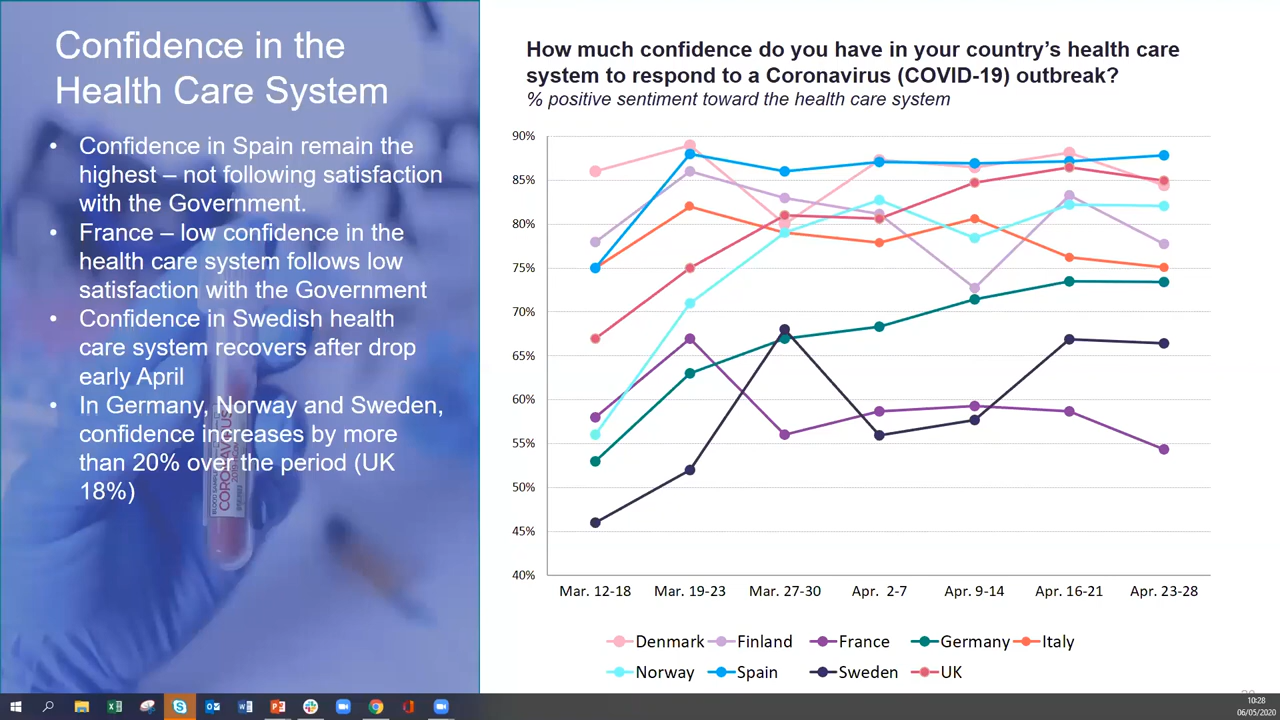 Confidence in the
Health Care System
• Confidence in Spain remain the
highest – not following satisfaction
with the Government.
• France – low confidence in the
health care system follows low
satisfaction with the Government
• Confidence in Swedish health
care system recovers after drop
early April
• In Germany, Norway and Sweden,
confidence increases by more
than 20% over the period (UK
18%)
CORONAVIRUS
How much confidence do you have in your country's health care
system to respond to a Coronavirus (COVID-19) outbreak?
% positive sentiment toward the health care system
90%
85%
80%
75%
70%
65%
60%
55%
50%
45%
40%
Mar. 12-18 Mar. 19-23 Mar. 27-30 Apr. 2-7 Apr. 9-14 Apr. 16-21 Apr. 23-28
Denmark Finland France Germany Italy
Norway Spain Sweden UK
10:28
06/05/2020